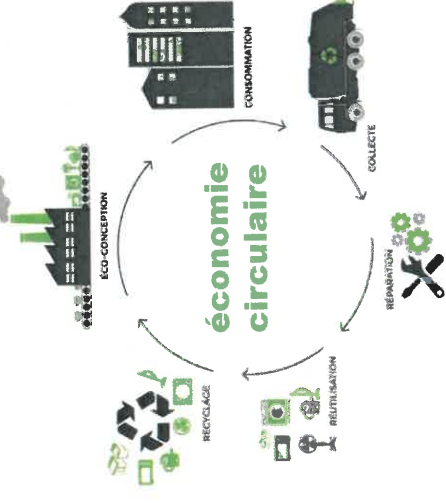 économie
circulaire
ÉCO-CONCEPTION
CONSOMMATION
COLLECTE
RÉPARATION
RÉUTILISATION
RECYCLAGE